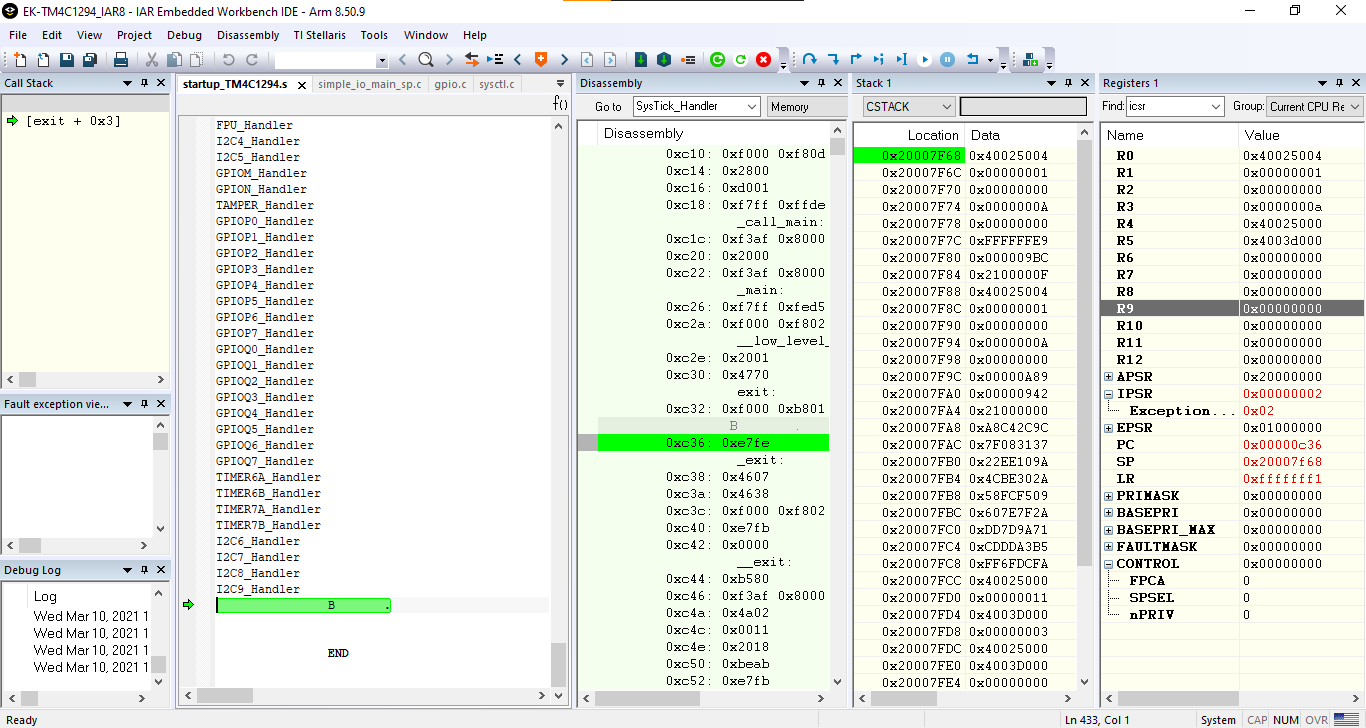 EK-TM4C1294_IAR8 - IAR Embedded Workbench IDE - Arm 8.50.9
File Edit View Project Debug Disassembly TI Stellaris Tools Window Help
Call Stack
[exit + 0x3]
Fault exception vie...
Debug Log
Log
Wed Mar 10, 2021 1
Wed Mar 10, 2021 1
Wed Mar 10, 2021 1
Wed Mar 10, 2021 1
startup_TM4C1294.s simple_io_main_sp.c gpio.c sysctl.c
f()
FPU_Handler
I2C4_Handler
I2C5_Handler
GPIOM_Handler
GPION_Handler
TAMPER_Handler
GPIOP0_Handler
GPIOP1_Handler
GPIOP2_Handler
GPIOP3_Handler
GPIOP4_Handler
GPIOP5_Handler
GPIOP6_Handler
GPIOP7_Handler
GPIOQ0_Handler
GPIOQ1_Handler
GPIOQ2_Handler
GPIOQ3_Handler
GPIOQ4_Handler
GPIOQ5_Handler
GPIOQ6_Handler
GPIOQ7_Handler
TIMER6A_Handler
TIMER6B_Handler
TIMER7A_Handler
TIMER7B_Handler
I2C6_Handler
I2C7_Handler
I2C8_Handler
I2C9_Handler
B .
END
Disassembly
Go to SysTick_Handler Memory
Disassembly
0xc10: 0xf000 0xf80d
0xc14: 0x2800
0xc16: 0xd001
0xc18: 0xf7ff 0xffde
_call_main:
0xc1c: 0xf3af 0x8000
0xc20: 0x2000
0xc22: 0xf3af 0x8000
_main:
0xc26: 0xf7ff 0xfed5
0xc2a: 0xf000 0xf802
__low_level_
0xc2e: 0x2001
0xc30: 0x4770
exit:
0xc32: 0xf000 0xb801
B .
0xc36: 0xe7fe
_exit:
0xc38: 0x4607
0xc3a: 0x4638
0xc3c: 0xf000 0xf802
0xc40: 0xe7fb
0xc42: 0x0000
__exit:
0xc44: 0xb580
0xc46: 0xf3af 0x8000
0xc4a: 0x4a02
0xc4c: 0x0011
0xc4e: 0x2018
0xc50: 0xbeab
0xc52: 0xe7fb
Stack 1
CSTACK
Location Data
0x20007F68 0x40025004
0x20007F6C 0x00000001
0x20007F70 0x00000000
0x20007F74 0x0000000A
0x20007F78 0x00000000
0x20007F7C 0xFFFFFFE9
0x20007F80 0x000009BC
0x20007F84 0x2100000F
0x20007F88 0x40025004
0x20007F8C 0x00000001
0x20007F90 0x00000000
0x20007F94 0x0000000A
0x20007F98 0x00000000
0x20007F9C 0x00000A89
0x20007FA0 0x00000942
0x20007FA4 0x21000000
0x20007FA8 0xA8C42C9C
0x20007FAC 0x7F083137
0x20007FB0 0x22EE109A
0x20007FB4 0x4CBE302A
0x20007FB8 0x58FCF509
0x20007FBC 0x607E7F2A
0x20007FC0 0xDD7D9A71
0x20007FC4 0xCDDDA3B5
0x20007FC8 0xFF6FDCFA
0x20007FCC 0x40025000
0x20007FD0 0x00000011
0x20007FD4 0x4003D000
0x20007FD8 0x00000003
0x20007FDC 0x40025000
0x20007FE0 0x4003D000
0x20007FE4 0x00000000
Registers 1
Find: icsr Group: Current CPU Re
Name Value
R0 0x40025004
R1 0x00000001
R2 0x00000000
R3 0x0000000a
R4 0x40025000
R5 0x4003d000
R6 0x00000000
R7 0x00000000
R8 0x00000000
R9 0x00000000
R10 0x00000000
R11 0x00000000
R12 0x00000000
APSR 0x20000000
IPSR 0x00000002
Exception... 0x02
EPSR 0x01000000
PC 0x00000c36
SP 0x20007f68
LR 0xfffffff1
PRIMASK 0x00000000
BASEPRI 0x00000000
BASEPRI_MAX 0x00000000
FAULTMASK 0x00000000
CONTROL 0x00000000
FPCA 0
SPSEL 0
nPRIV 0
Ready Ln 433, Col 1 System CAP NUM OVR